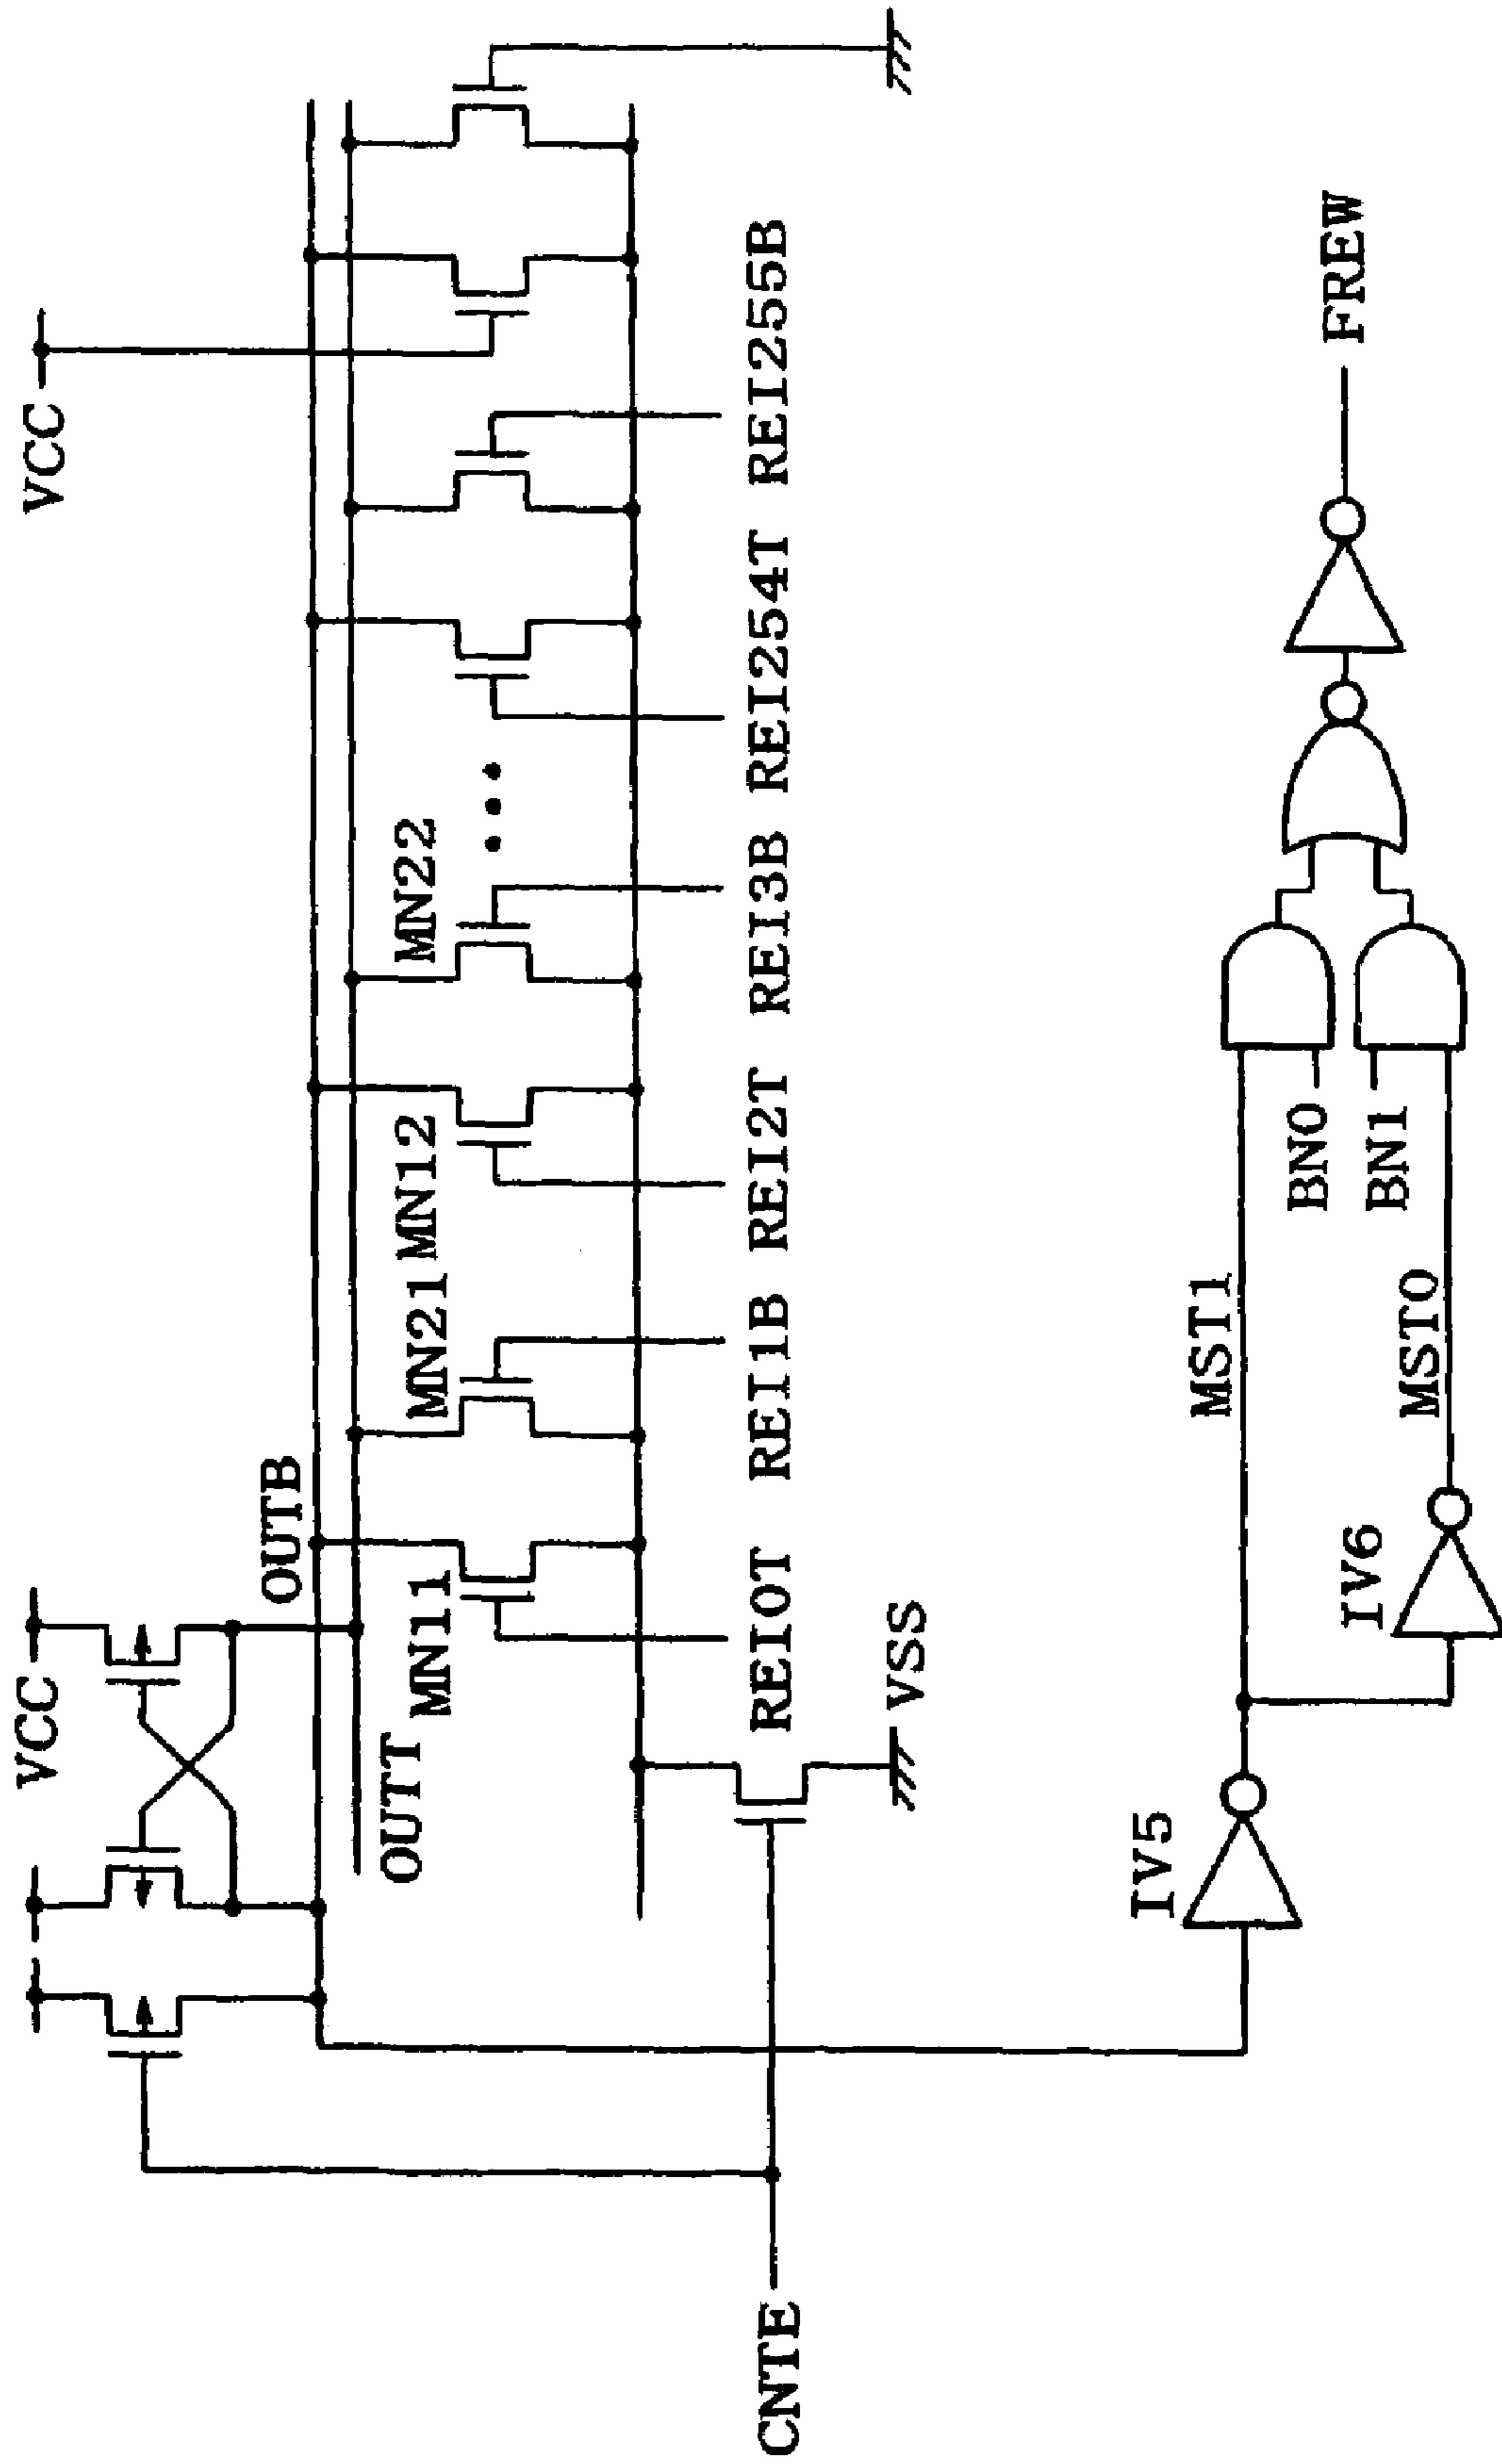 VCC
VCC
OUTB
OUTT
MN11
MN21
MN12
MN22
REI0T REI1B REI2T REI3B REI254T REI255B
VSS
CNTE
IV5
MST1
BN0
BN1
MST0
IV6
FREW